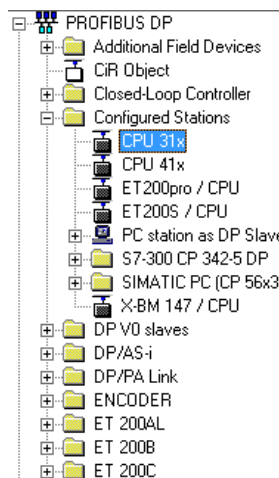 PROFIBUS DP
Additional Field Devices
CiR Object
Closed-Loop Controller
Configured Stations
CPU 31x
CPU 41x
ET200pro / CPU
ET200S / CPU
PC station as DP Slave
S7-300 CP 342-5 DP
SIMATIC PC (CP 56x3
X-BM 147 / CPU
DP V0 slaves
DP/AS-i
DP/PA Link
ENCODER
ET 200AL
ET 200B
ET 200C